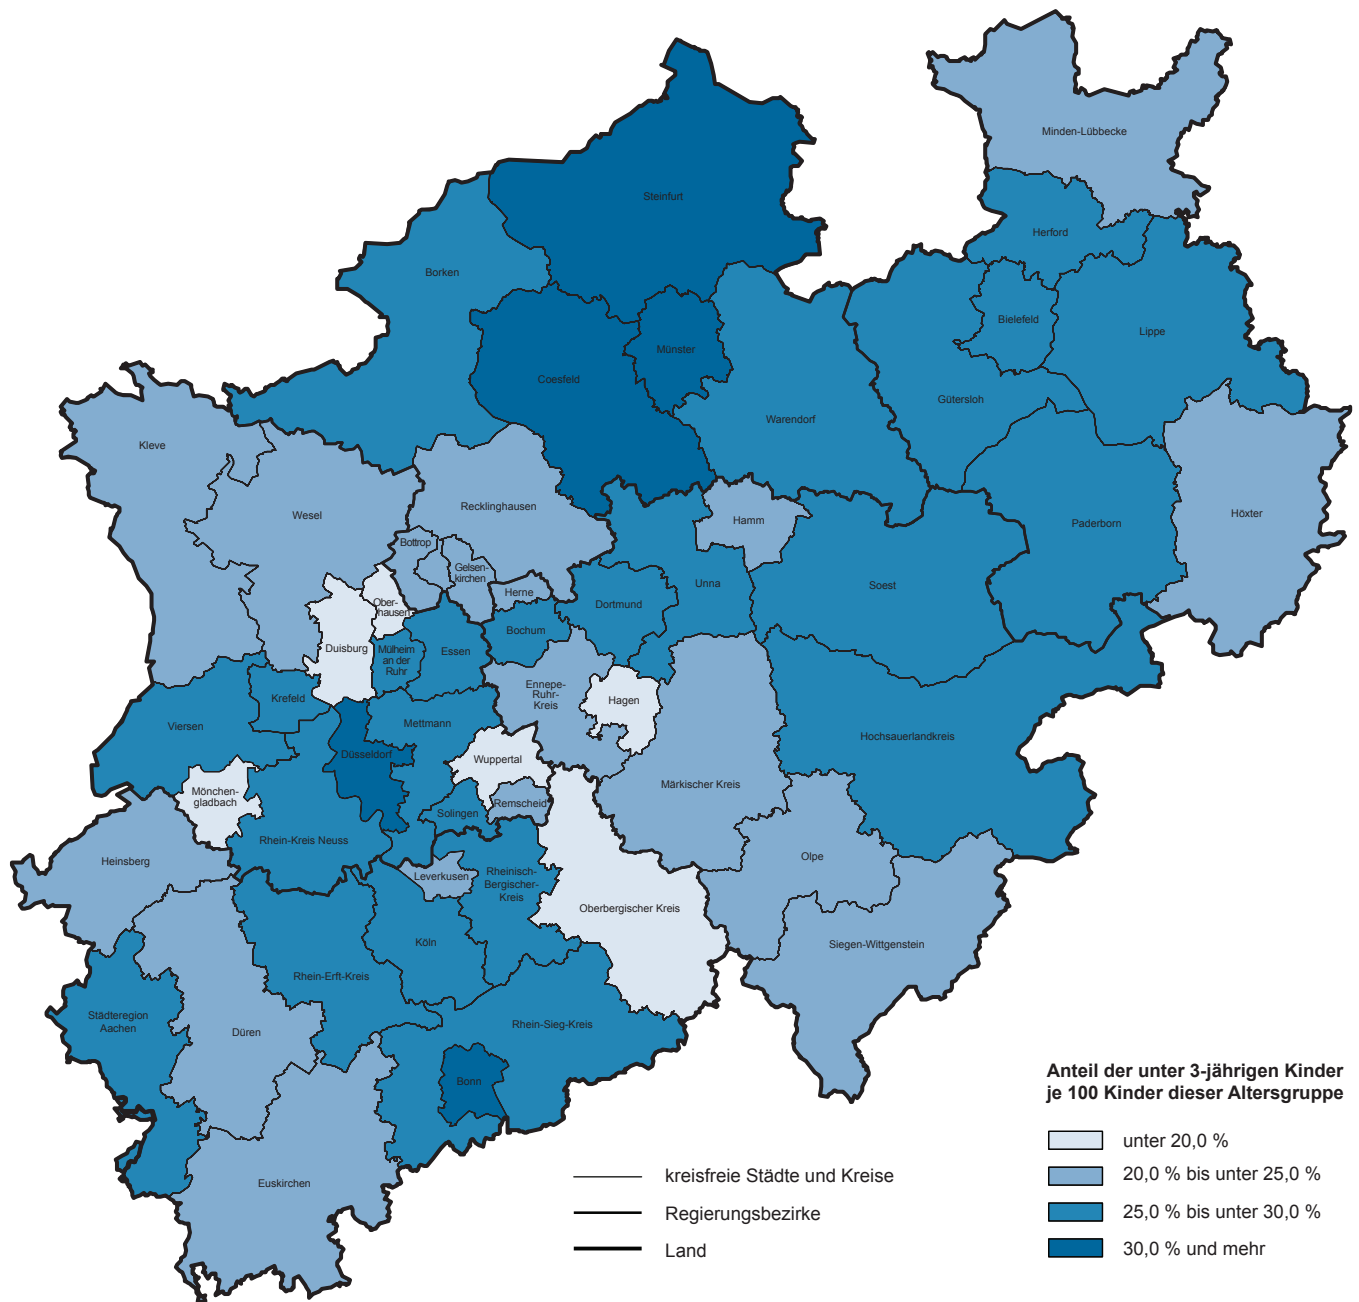 Minden-Lübbecke
Steinfurt
Herford
Borken
Bielefeld
Lippe
Münster
Coesfeld
Gütersloh
Warendorf
Kleve
Recklinghausen
Wesel
Hamm
Höxter
Paderborn
Bottrop
Gelsen-
kirchen
Unna
Soest
Herne
Ober-
hausen
Dortmund
Bochum
Duisburg
Mülheim
an der
Ruhr
Essen
Ennepe-
Ruhr-
Kreis
Hagen
Krefeld
Viersen
Mettmann
Hochsauerlandkreis
Düsseldorf
Wuppertal
Märkischer Kreis
Mönchen-
gladbach
Remscheid
Solingen
Rhein-Kreis Neuss
Heinsberg
Olpe
Leverkusen
Rheinisch-
Bergischer-
Kreis
Oberbergischer Kreis
Köln
Siegen-Wittgenstein
Rhein-Erft-Kreis
Städteregion
Aachen
Düren
Rhein-Sieg-Kreis
Bonn
Euskirchen
Anteil der unter 3-jährigen Kinder
je 100 Kinder dieser Altersgruppe
unter 20,0 %
20,0 % bis unter 25,0 %
25,0 % bis unter 30,0 %
30,0 % und mehr
kreisfreie Städte und Kreise
Regierungsbezirke
Land